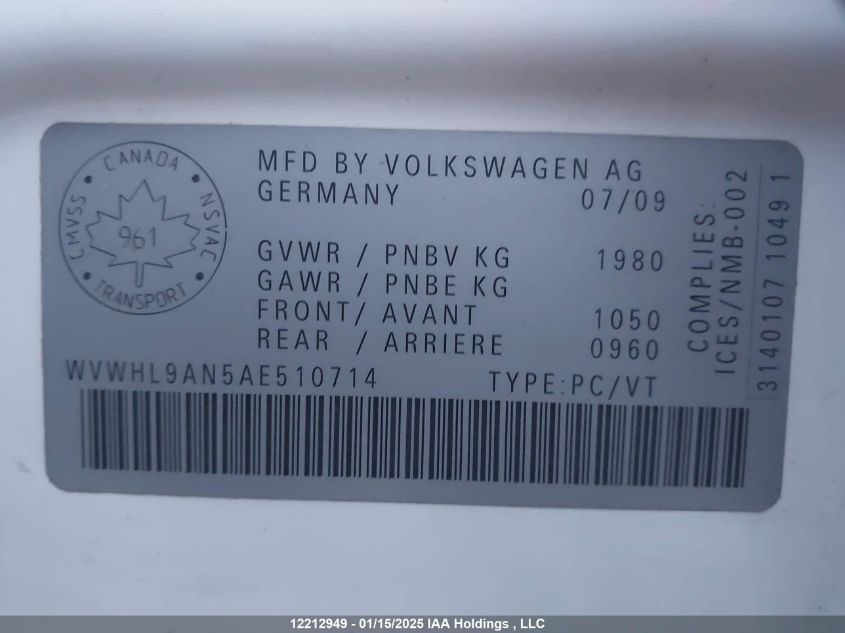 CANADA
CMVSS
NSVAC
961
TRANSPORT
MFD BY VOLKSWAGEN AG
GERMANY 07/09
GVWR / PNBV KG 1980
GAWR / PNBE KG
FRONT/ AVANT 1050
REAR / ARRIERE 0960
WVWHL9AN5AE510714 TYPE:PC/VT
COMPLIES:
ICES/NMB-002
3140107 1049 1
12212949 - 01/15/2025 IAA Holdings , LLC